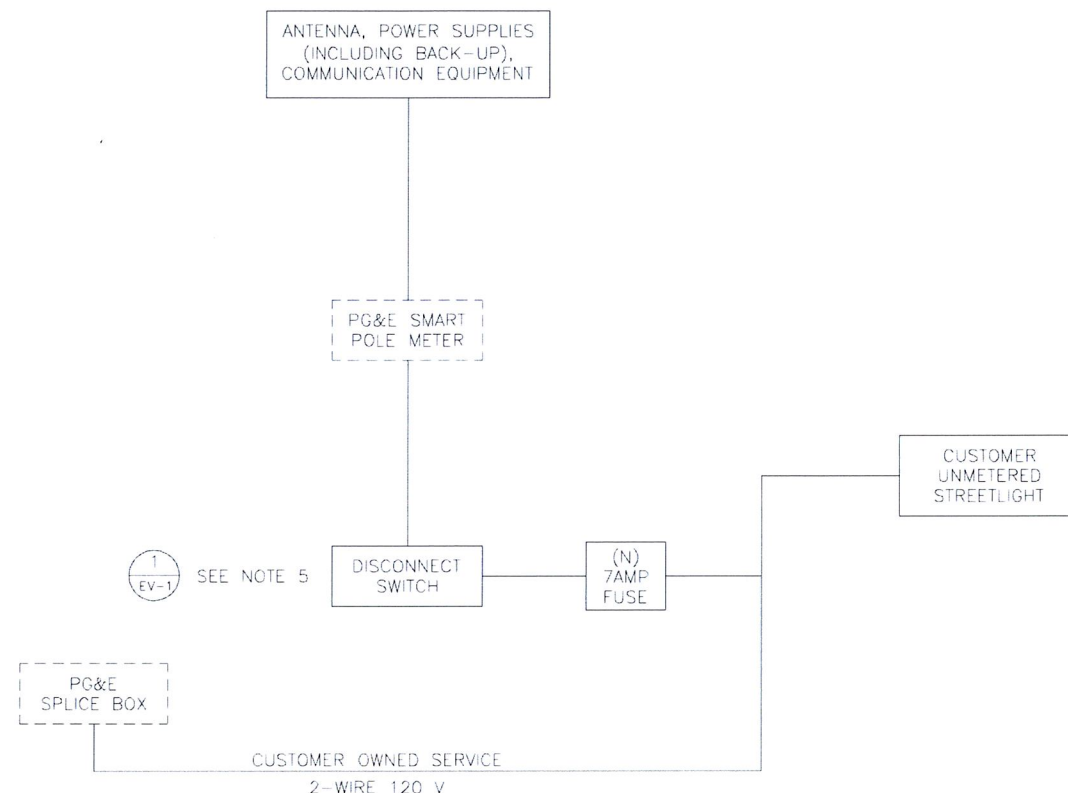 ANTENNA, POWER SUPPLIES
(INCLUDING BACK-UP),
COMMUNICATION EQUIPMENT
PG&E SMART
POLE METER
CUSTOMER
UNMETERED
STREETLIGHT
1
EV-1
SEE NOTE 5
DISCONNECT
SWITCH
(N)
7AMP
FUSE
PG&E
SPLICE BOX
CUSTOMER OWNED SERVICE
2-WIRE 120 V